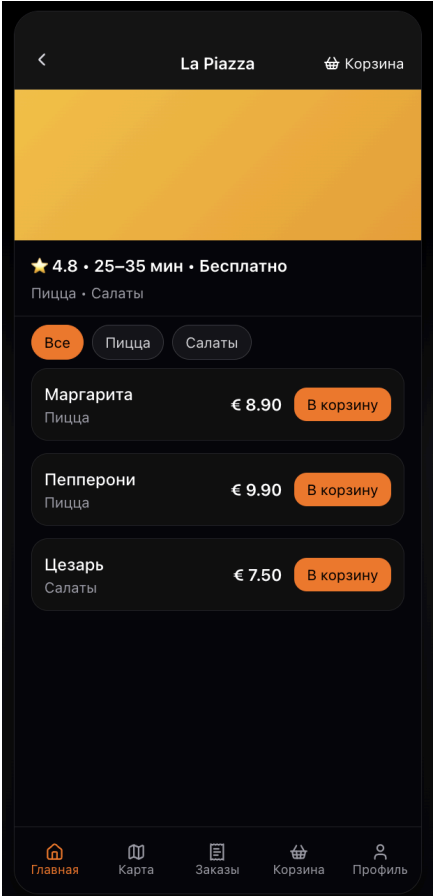 La Piazza
Корзина
4.8 • 25–35 мин • Бесплатно
Пицца • Салаты
Все
Пицца
Салаты
Маргарита
Пицца
€ 8.90
В корзину
Пепперони
Пицца
€ 9.90
В корзину
Цезарь
Салаты
€ 7.50
В корзину
Главная
Карта
Заказы
Корзина
Профиль